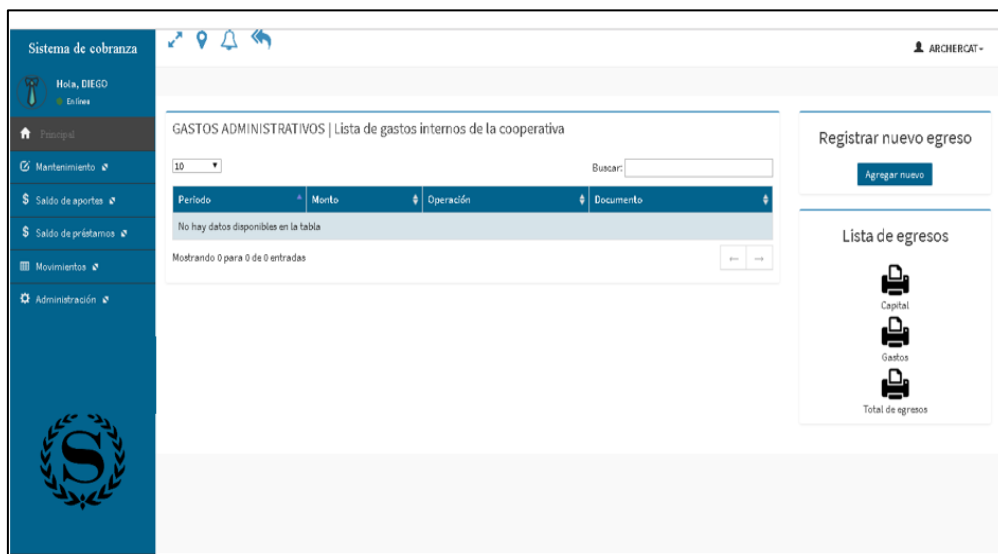 Sistema de cobranza
ARCHERCAT
Hola, DIEGO
En línea
Principal
Mantenimiento
Saldo de aportes
Saldo de préstamos
Movimientos
Administración
S
GASTOS ADMINISTRATIVOS | Lista de gastos internos de la cooperativa
10
Buscar:
Período Monto Operación Documento
No hay datos disponibles en la tabla
Mostrando 0 para 0 de 0 entradas
← →
Registrar nuevo egreso
Agregar nuevo
Lista de egresos
Capital
Gastos
Total de egresos